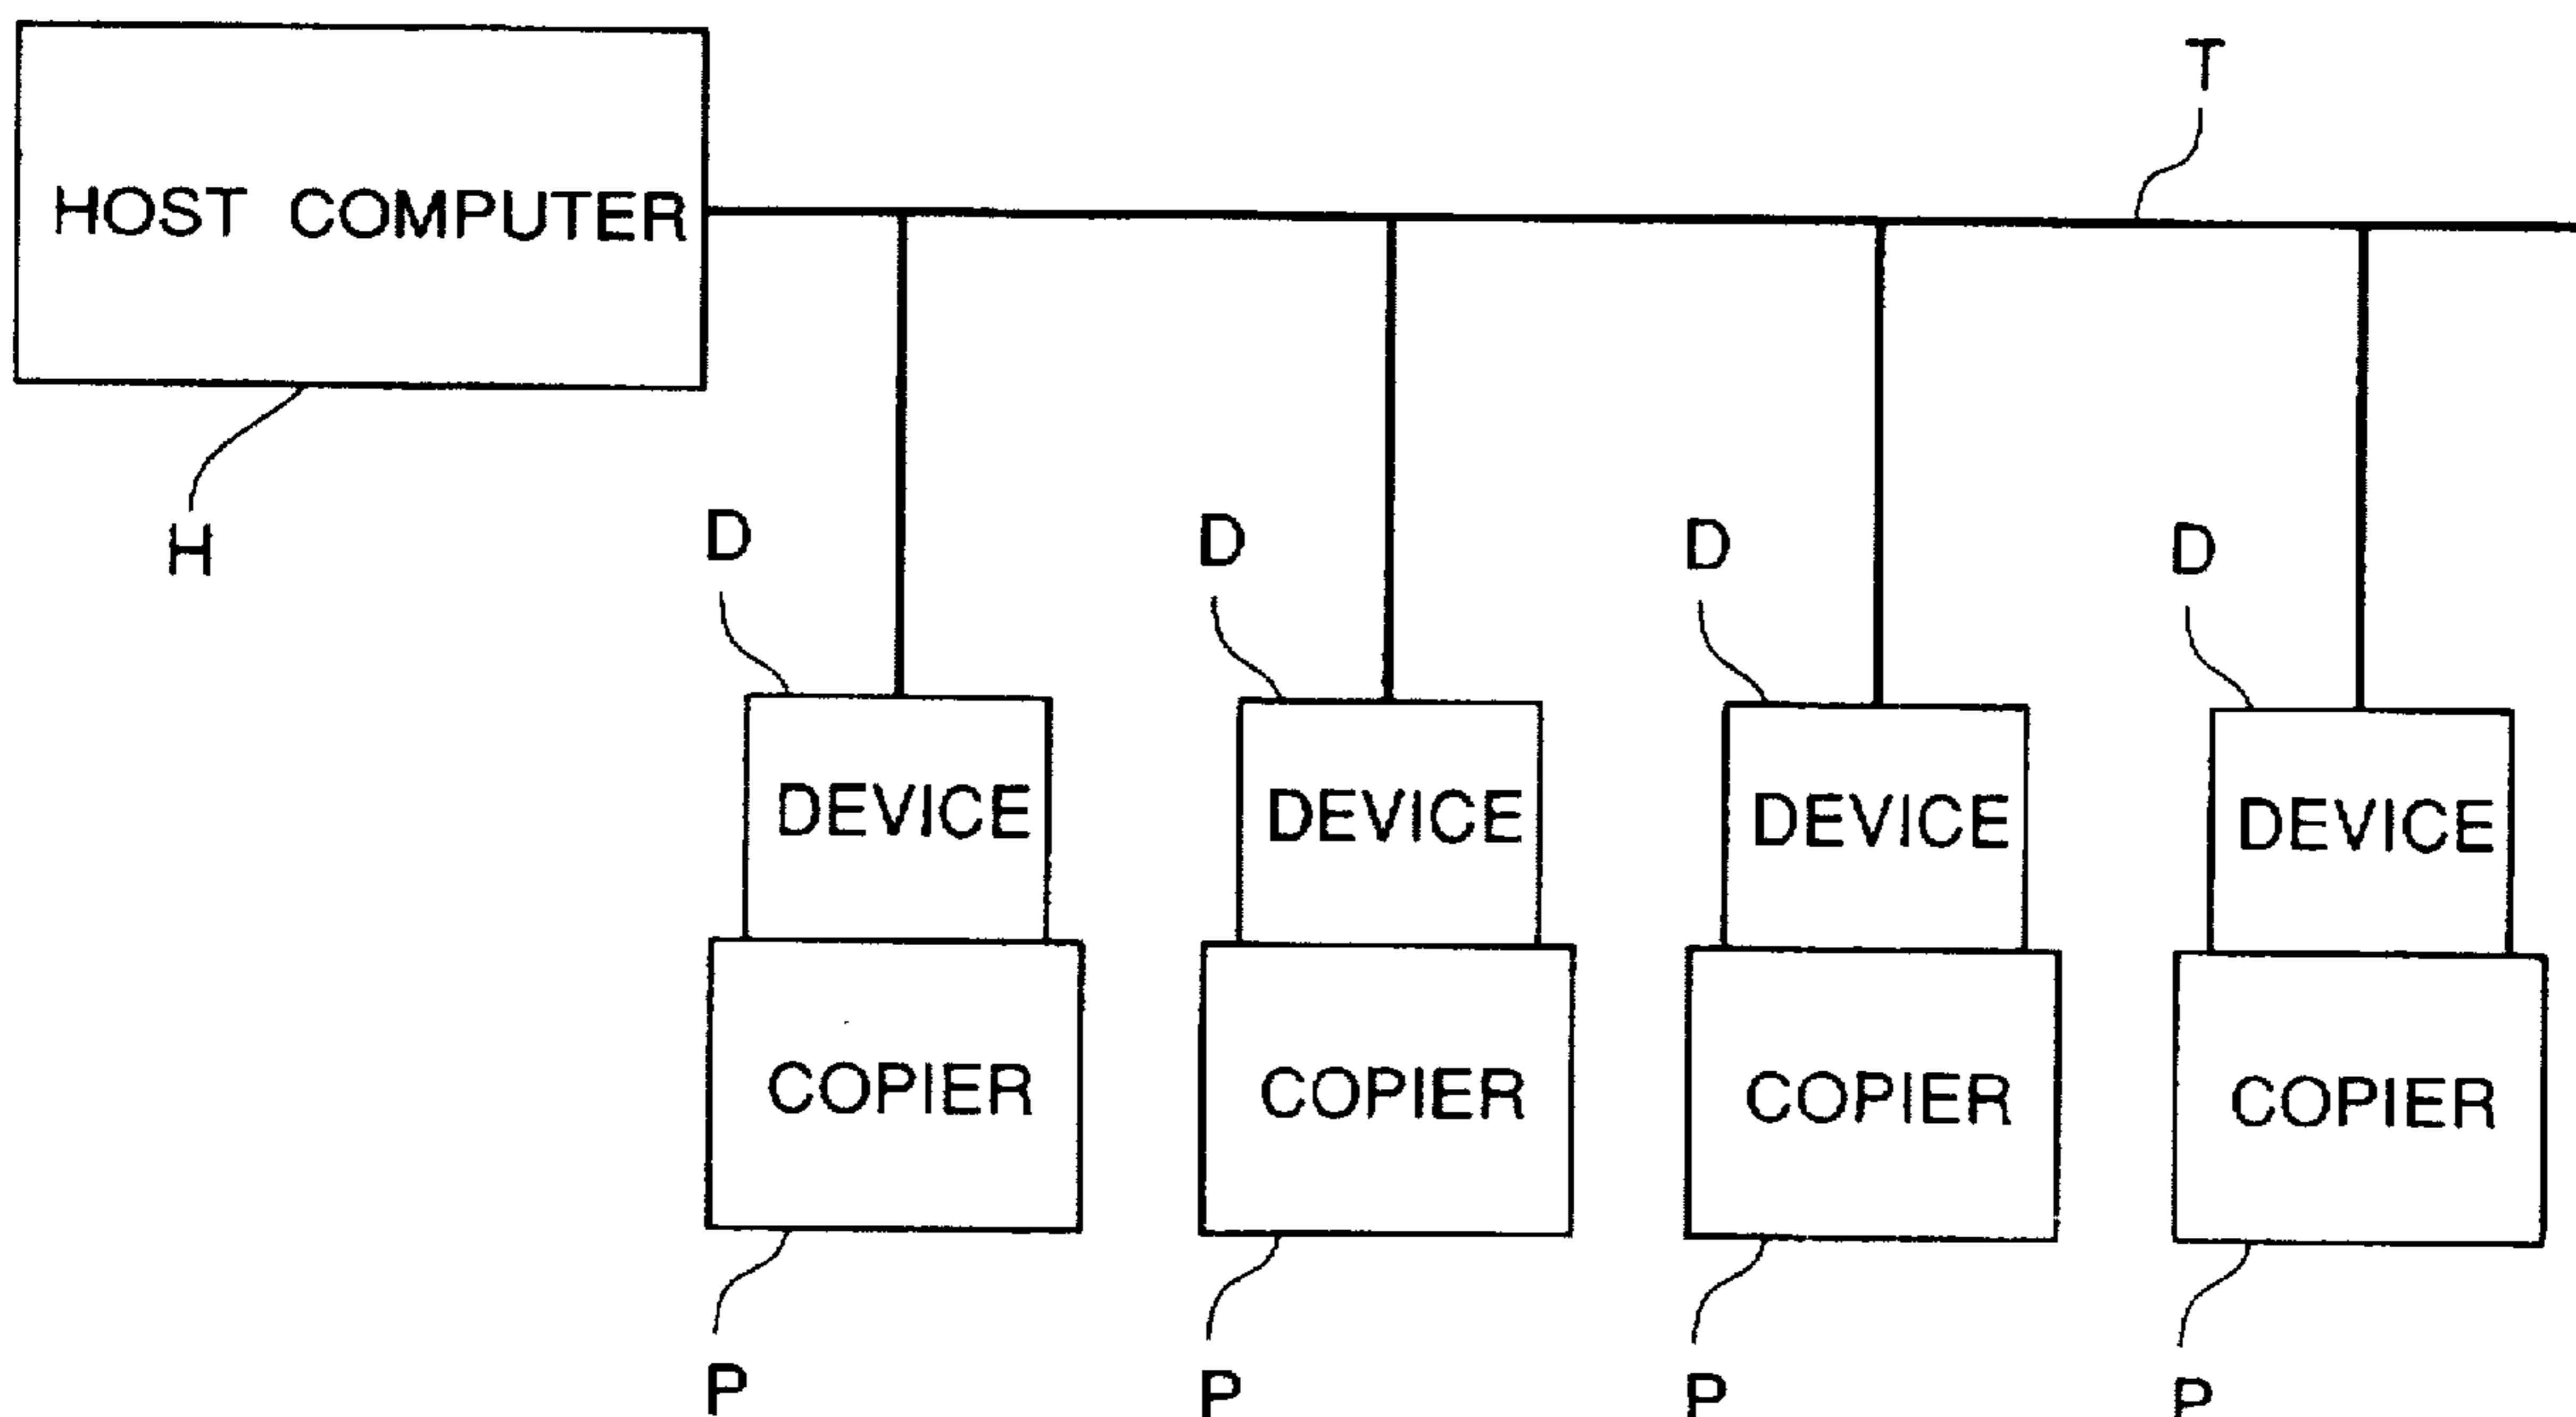 T
HOST COMPUTER
H
D D D D
DEVICE DEVICE DEVICE DEVICE
COPIER COPIER COPIER COPIER
P P P P